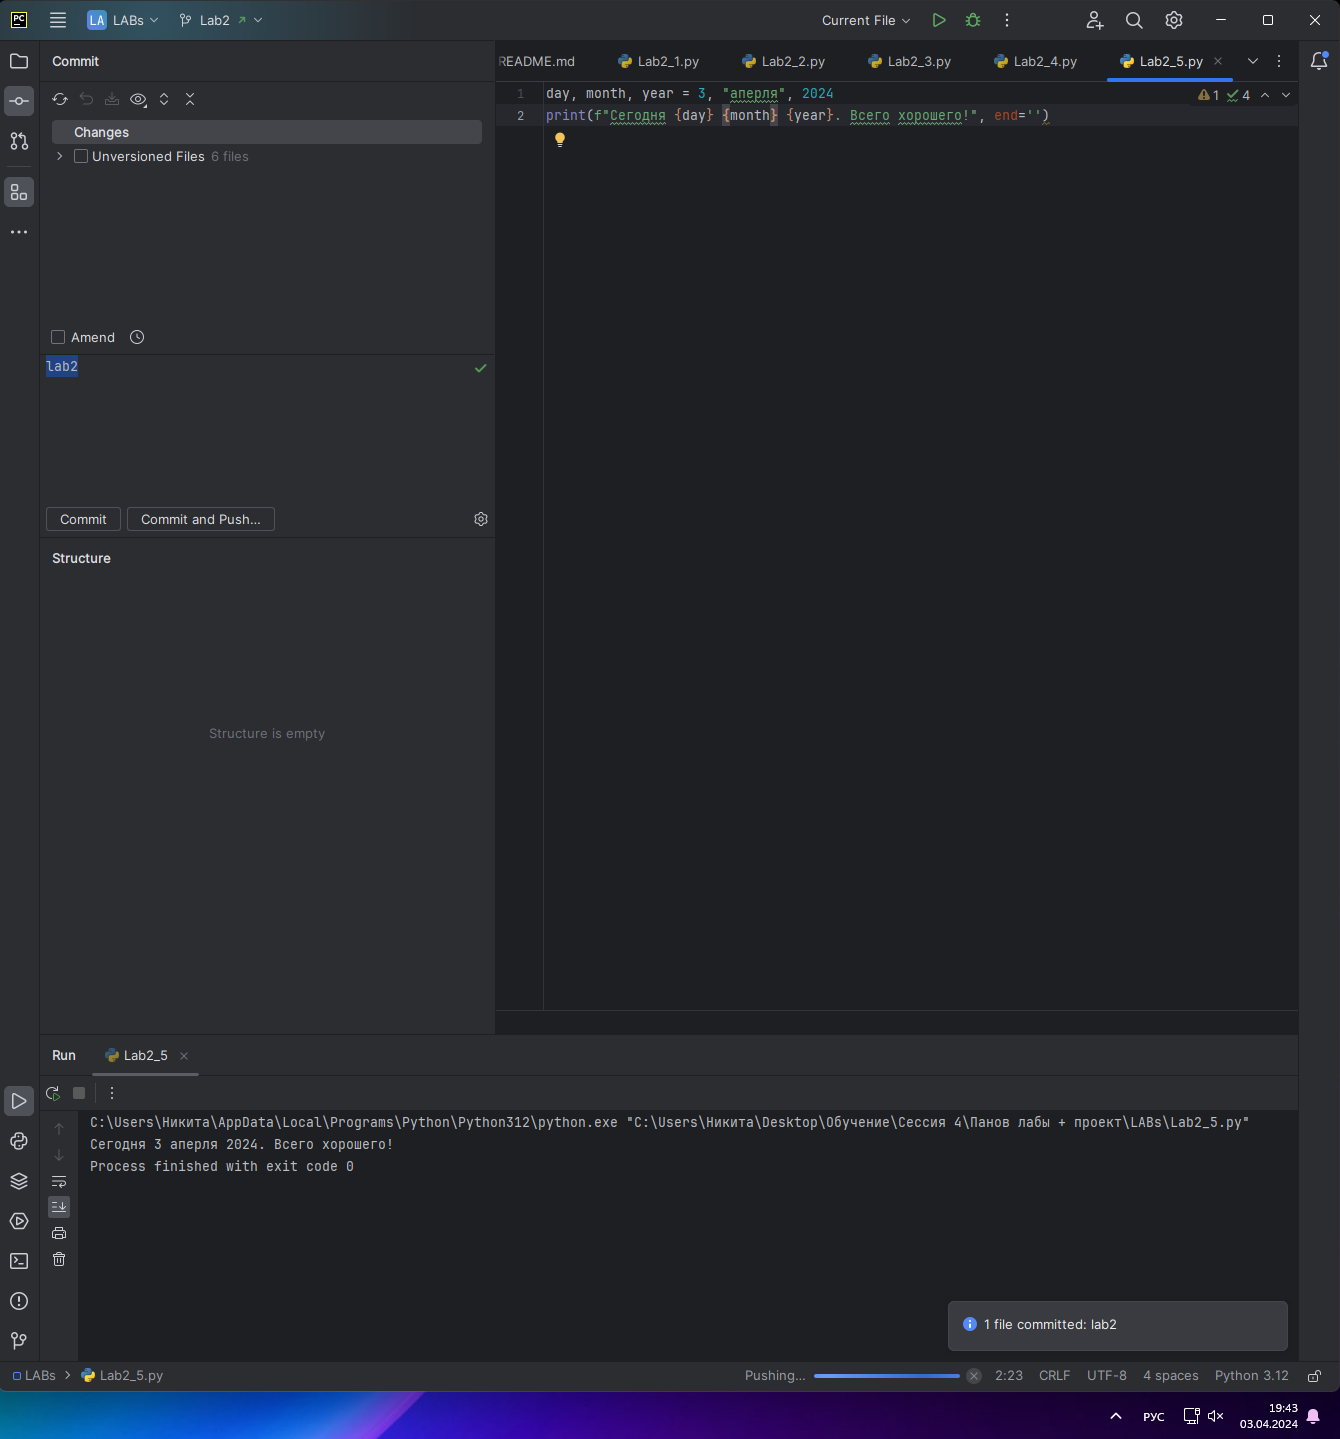 PC LA LABs Lab2 Current File
Commit
Changes
Unversioned Files 6 files
Amend
lab2
Commit Commit and Push...
Structure
Structure is empty
README.md Lab2_1.py Lab2_2.py Lab2_3.py Lab2_4.py Lab2_5.py
1 day, month, year = 3, "аперля", 2024
2 print(f"Сегодня {day} {month} {year}. Всего хорошего!", end='')
1 4
Run Lab2_5
C:\Users\Никита\AppData\Local\Programs\Python\Python312\python.exe "C:\Users\Никита\Desktop\Обучение\Сессия 4\Панов лабы + проект\LABs\Lab2_5.py"
Сегодня 3 аперля 2024. Всего хорошего!
Process finished with exit code 0
1 file committed: lab2
LABs Lab2_5.py Pushing... 2:23 CRLF UTF-8 4 spaces Python 3.12
РУС 19:43
03.04.2024